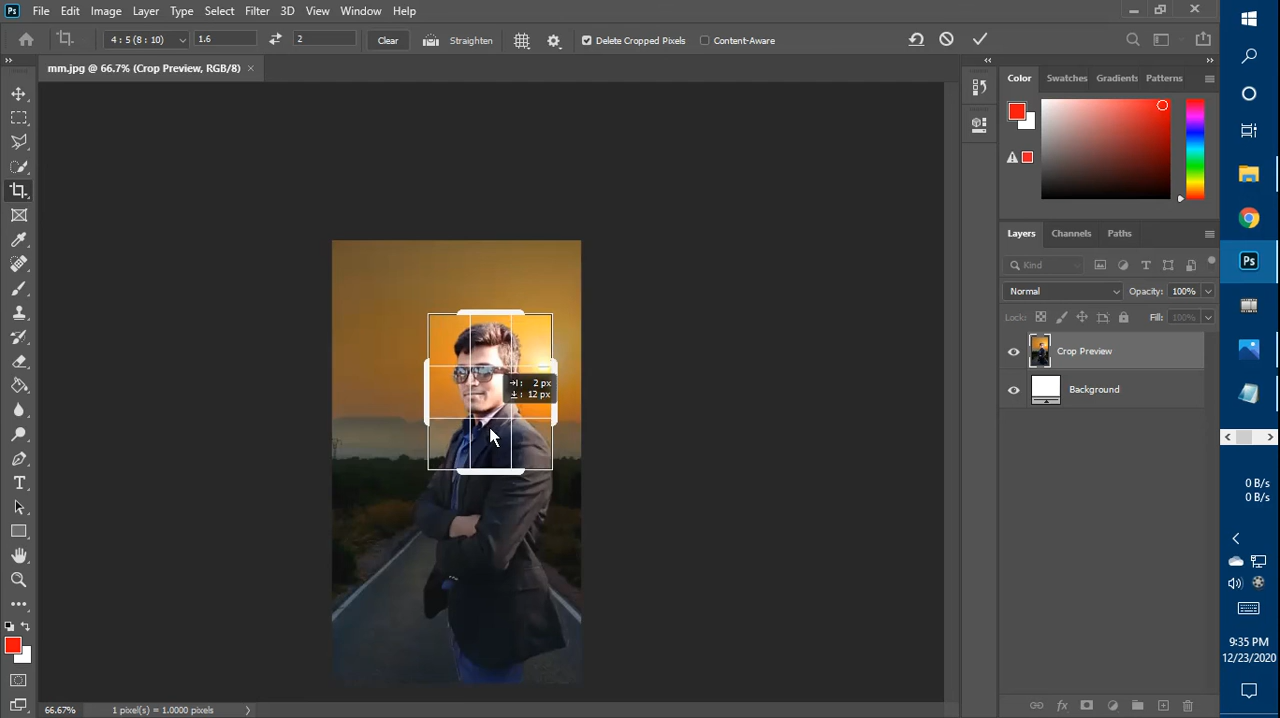 Ps File Edit Image Layer Type Select Filter 3D View Window Help
4 : 5 (8 : 10) 1.6 2 Clear Straighten Delete Cropped Pixels Content-Aware
mm.jpg @ 66.7% (Crop Preview, RGB/8) ×
Color Swatches Gradients Patterns
Layers Channels Paths
Kind
Normal Opacity: 100%
Lock: Fill: 100%
Crop Preview
Background
2 px
12 px
66.67% 1 pixel(s) = 1.0000 pixels
Ps
0 B/s
0 B/s
9:35 PM
12/23/2020